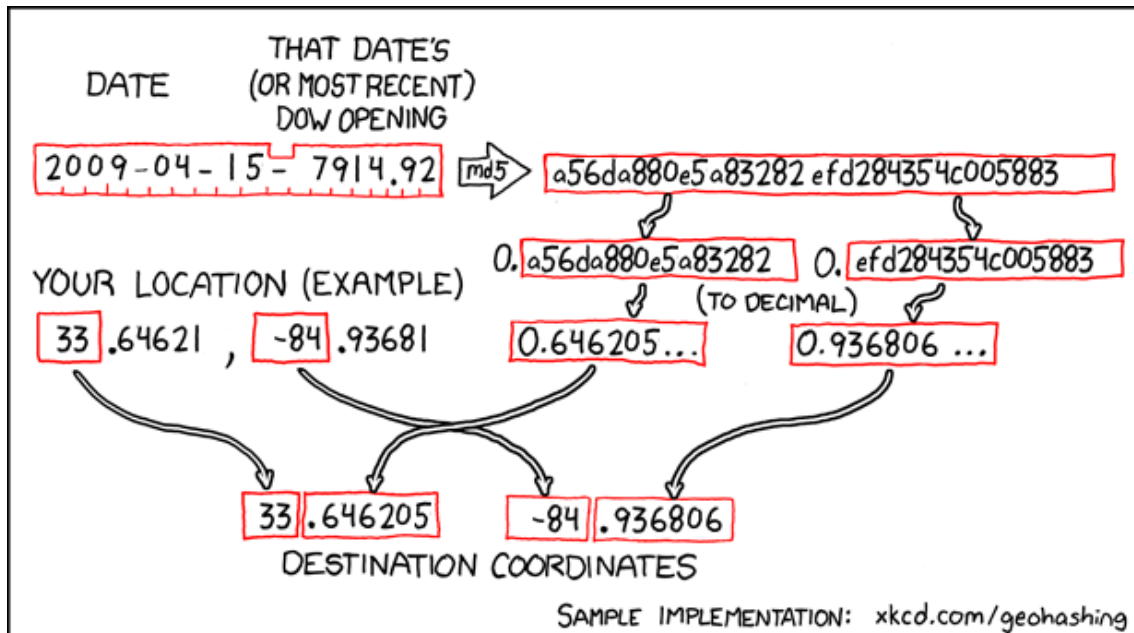 DATE
THAT DATE'S
(OR MOST RECENT)
DOW OPENING
2009-04-15-7914.92
md5
a56da880e5a83282efd284354c005883
0.a56da880e5a83282
0.efd284354c005883
YOUR LOCATION (EXAMPLE)
(TO DECIMAL)
33.64621, -84.93681
0.646205...
0.936806...
33.646205
-84.936806
DESTINATION COORDINATES
SAMPLE IMPLEMENTATION: xkcd.com/geohashing